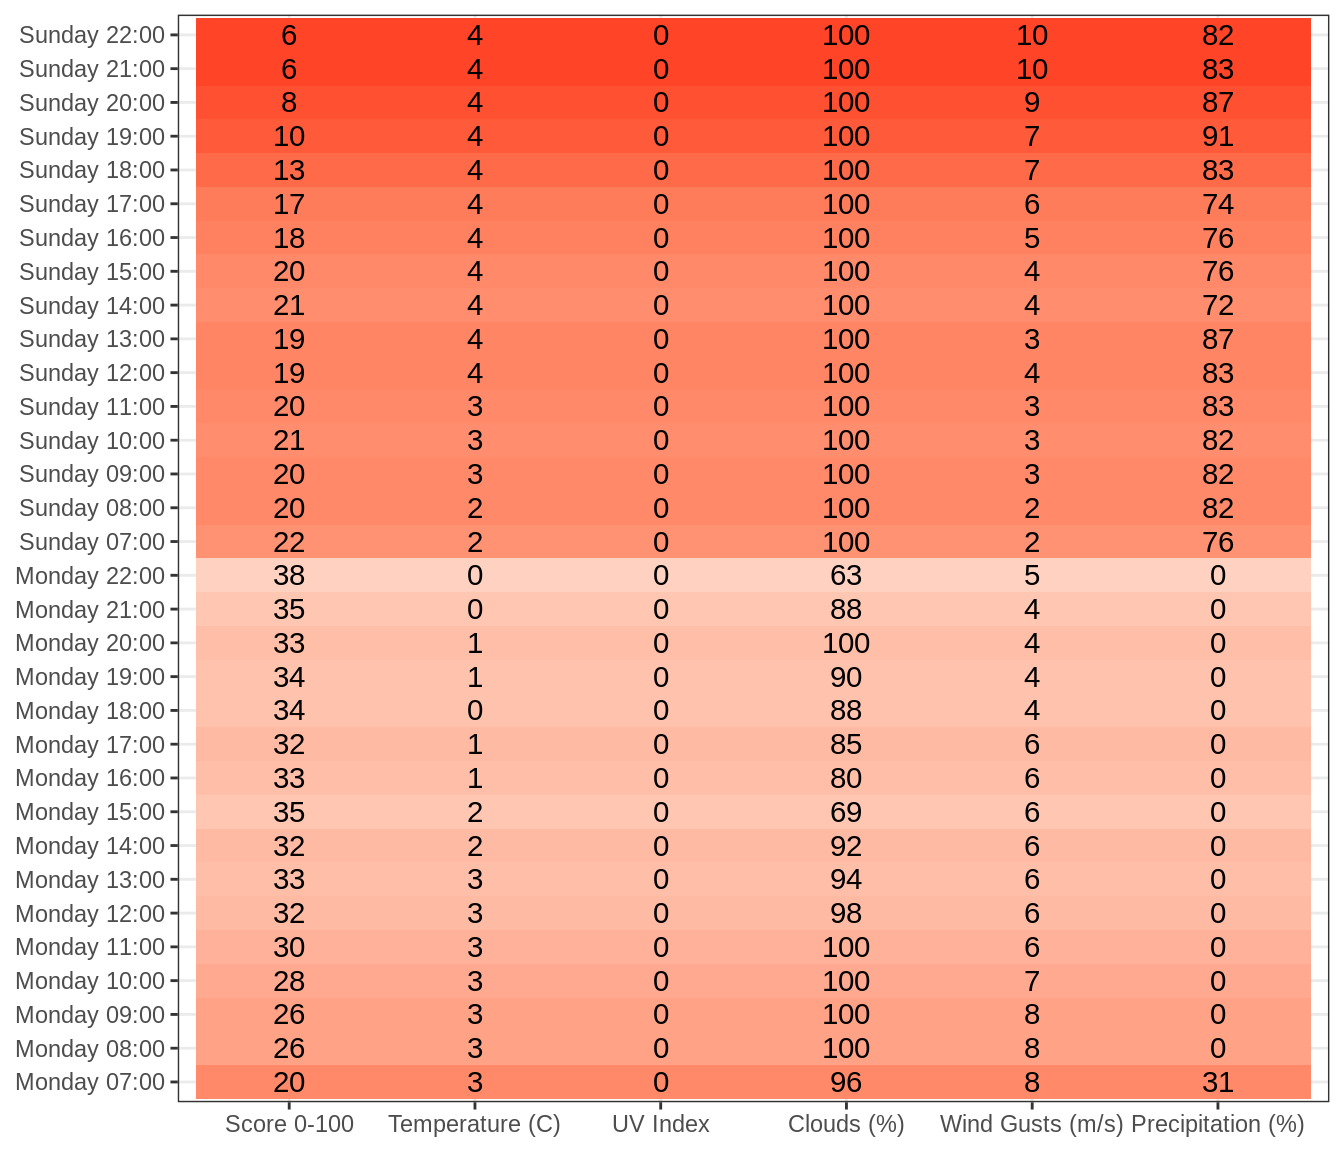 Sunday 22:00 6 4 0 100 10 82
Sunday 21:00 6 4 0 100 10 83
Sunday 20:00 8 4 0 100 9 87
Sunday 19:00 10 4 0 100 7 91
Sunday 18:00 13 4 0 100 7 83
Sunday 17:00 17 4 0 100 6 74
Sunday 16:00 18 4 0 100 5 76
Sunday 15:00 20 4 0 100 4 76
Sunday 14:00 21 4 0 100 4 72
Sunday 13:00 19 4 0 100 3 87
Sunday 12:00 19 4 0 100 4 83
Sunday 11:00 20 3 0 100 3 83
Sunday 10:00 21 3 0 100 3 82
Sunday 09:00 20 3 0 100 3 82
Sunday 08:00 20 2 0 100 2 82
Sunday 07:00 22 2 0 100 2 76
Monday 22:00 38 0 0 63 5 0
Monday 21:00 35 0 0 88 4 0
Monday 20:00 33 1 0 100 4 0
Monday 19:00 34 1 0 90 4 0
Monday 18:00 34 0 0 88 4 0
Monday 17:00 32 1 0 85 6 0
Monday 16:00 33 1 0 80 6 0
Monday 15:00 35 2 0 69 6 0
Monday 14:00 32 2 0 92 6 0
Monday 13:00 33 3 0 94 6 0
Monday 12:00 32 3 0 98 6 0
Monday 11:00 30 3 0 100 6 0
Monday 10:00 28 3 0 100 7 0
Monday 09:00 26 3 0 100 8 0
Monday 08:00 26 3 0 100 8 0
Monday 07:00 20 3 0 96 8 31
Score 0-100 Temperature (C) UV Index Clouds (%) Wind Gusts (m/s) Precipitation (%)